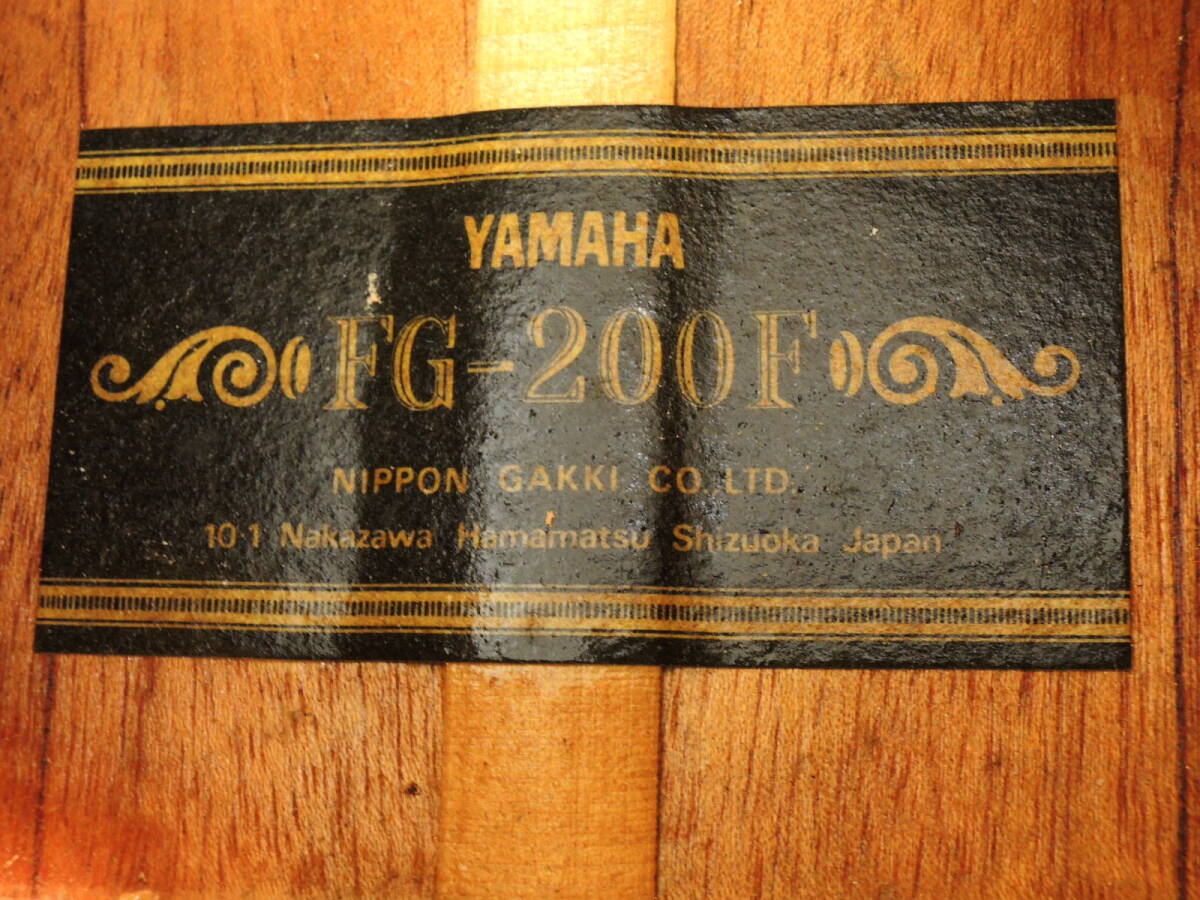 YAMAHA
FG-200F
NIPPON GAKKI CO. LTD.
10 1 Nakazawa Hamamatsu Shizuoka Japan